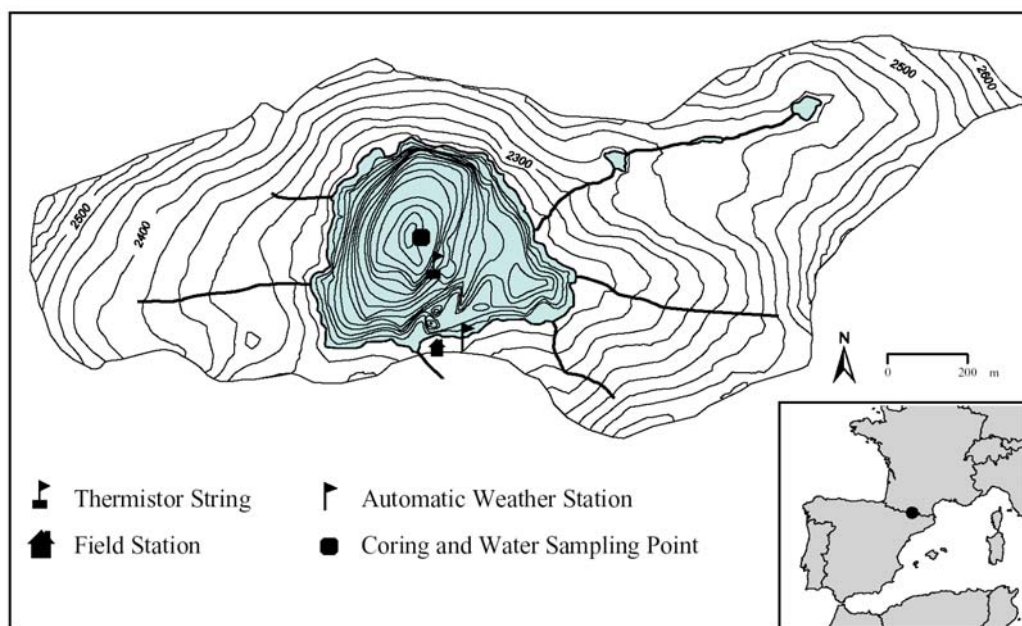 2500
2600
2300
2500
2400
N
0 200 m
Thermistor String
Automatic Weather Station
Field Station
Coring and Water Sampling Point